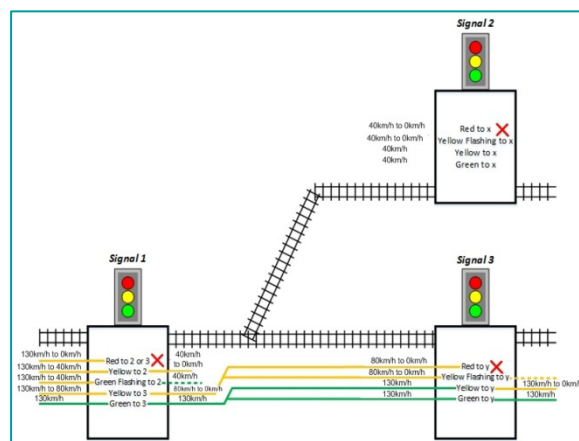 Signal 2
40km/h to 0km/h
Red to x
40km/h to 0km/h
Yellow Flashing to x
40km/h
Yellow to x
40km/h
Green to x
Signal 1
Signal 3
130km/h to 0km/h
Red to 2 or 3
40km/h to 0km/h
130km/h to 40km/h
Yellow to 2
40km/h
130km/h to 40km/h
Green Flashing to 2
130km/h to 80km/h
Yellow to 3
80km/h to 0km/h
130km/h
Green to 3
130km/h
80km/h to 0km/h
Red to y
80km/h to 0km/h
Yellow Flashing to y
130km/h
Yellow to y
130km/h to 0km/h
130km/h
Green to y
130km/h